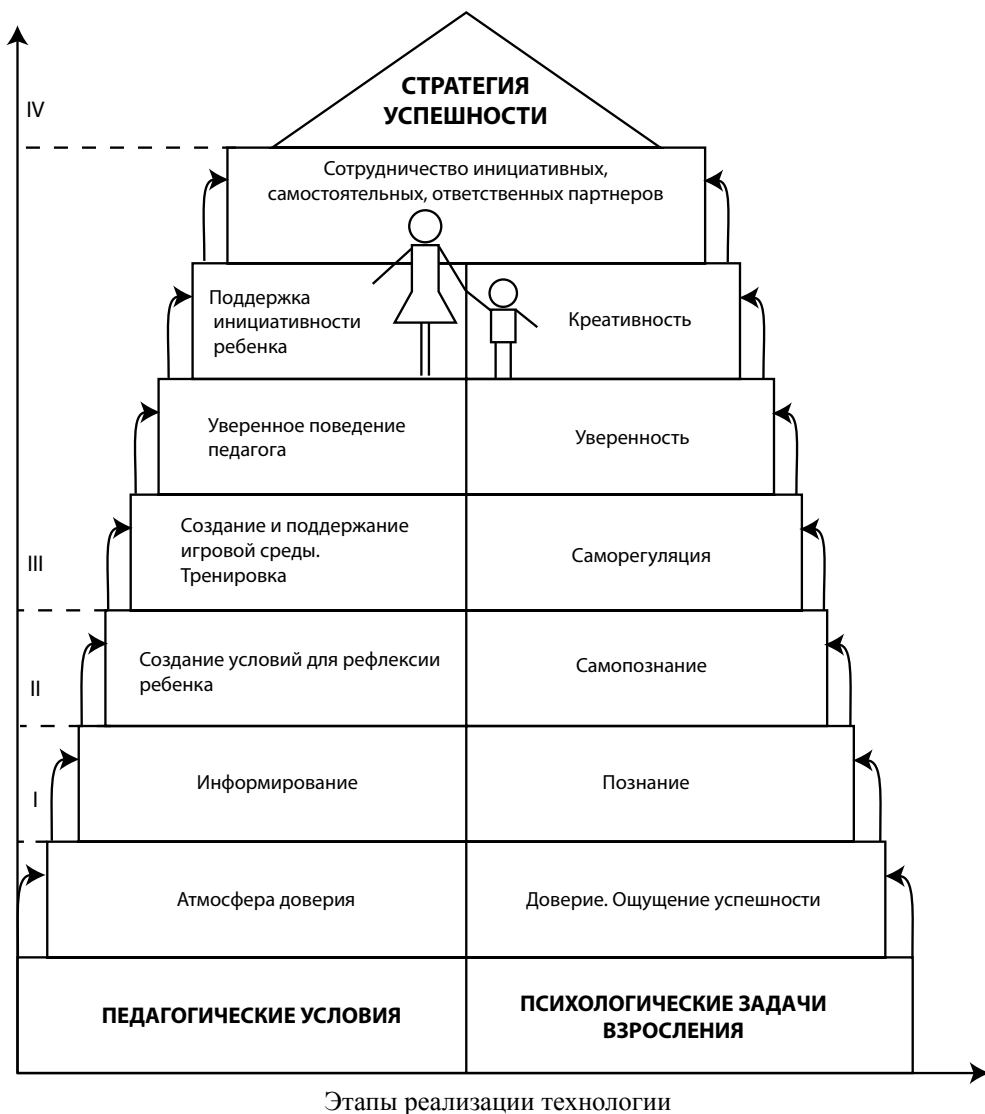 СТРАТЕГИЯ
УСПЕШНОСТИ
IV
Сотрудничество инициативных,
самостоятельных, ответственных партнеров
Поддержка
инициативности
ребенка
Креативность
Уверенное поведение
педагога
Уверенность
Создание и поддержание
игровой среды.
Тренировка
Саморегуляция
III
Создание условий для рефлексии
ребенка
Самопознание
II
Информирование
Познание
I
Атмосфера доверия
Доверие. Ощущение успешности
ПЕДАГОГИЧЕСКИЕ УСЛОВИЯ
ПСИХОЛОГИЧЕСКИЕ ЗАДАЧИ
ВЗРОСЛЕНИЯ
Этапы реализации технологии